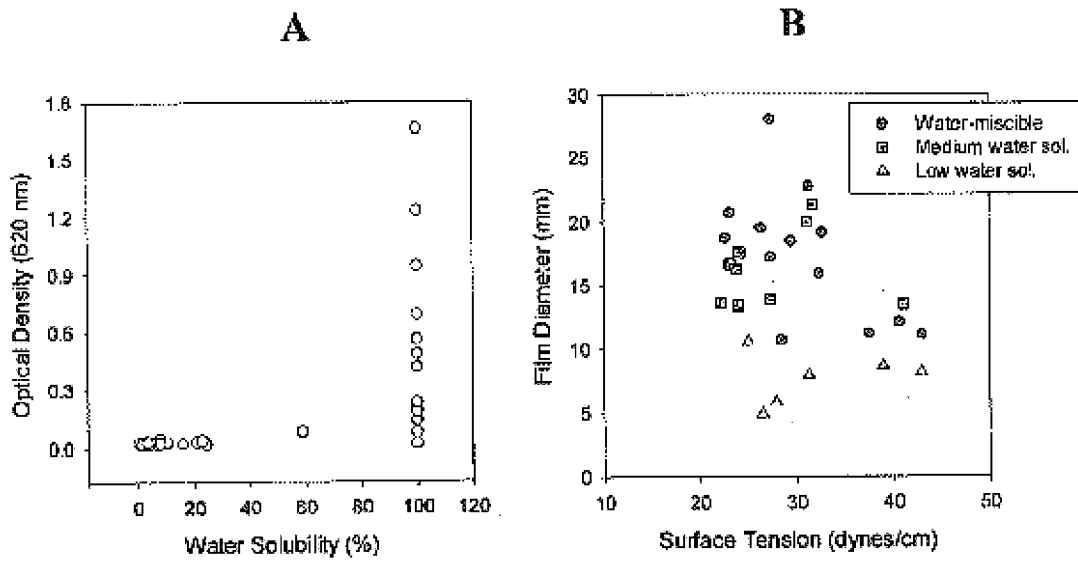 A
B
1.8
1.5
1.2
0.9
0.6
0.3
0.0
Optical Density (620 nm)
0 20 40 60 80 100 120
Water Solubility (%)
30
25
20
15
10
5
0
Film Diameter (mm)
10 20 30 40 50
Surface Tension (dynes/cm)
Water-miscible
Medium water sol.
Low water sol.